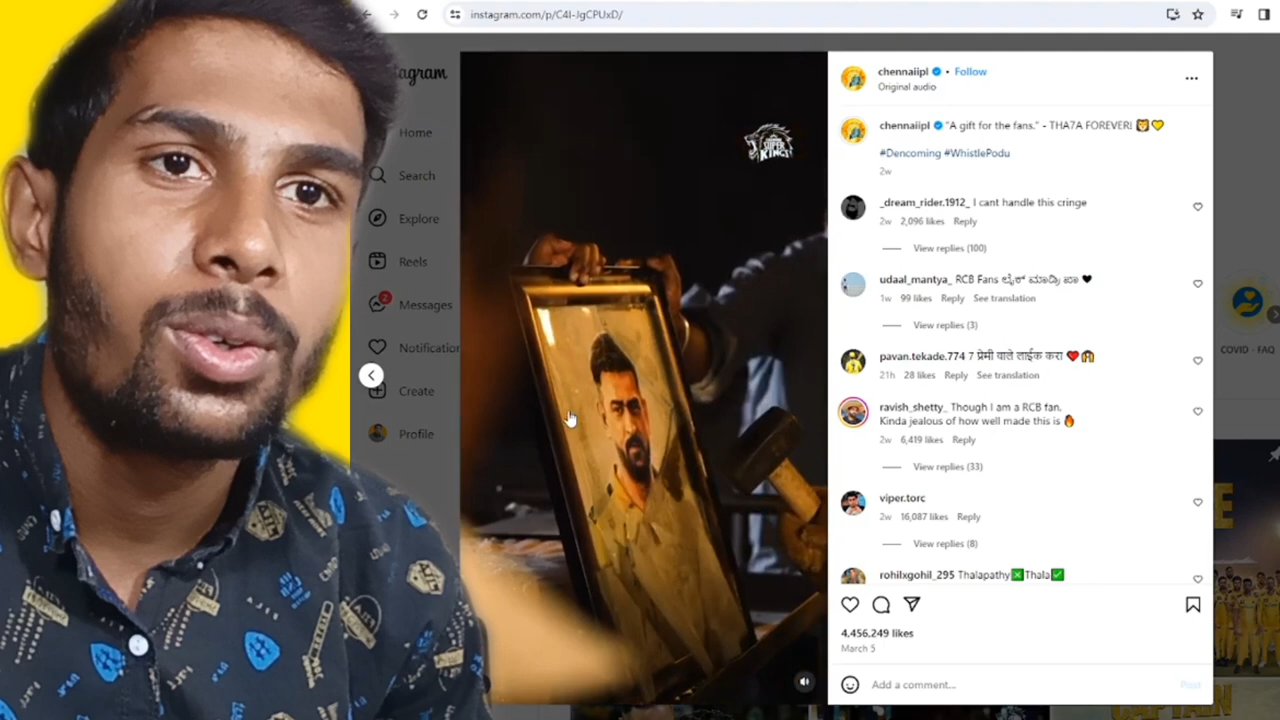 instagram.com/p/C4I-JgCPUxD/
tagram
Home
Search
Explore
Reels
2
Messages
Notification
Create
Profile
SUPER
KINGS
chennaiipl • Follow
Original audio
chennaiipl "A gift for the fans." - THA7A FOREVER! 🦁💛
#Dencoming #WhistlePodu
2w
_dream_rider.1912_ I cant handle this cringe
2w 2,096 likes Reply
View replies (100)
udaal_mantya_ RCB Fans ಲೈಕ್ ಮಾಡ್ರಿ ಪಾ 🖤
1w 99 likes Reply See translation
View replies (3)
pavan.tekade.774 7 प्रेमी वाले लाईक करा ❤️😱
21h 28 likes Reply See translation
ravish_shetty_ Though I am a RCB fan.
Kinda jealous of how well made this is 🔥
2w 6,419 likes Reply
View replies (33)
viper.torc
2w 16,087 likes Reply
View replies (8)
rohilxgohil_295 Thalapathy❎Thala✅
4,456,249 likes
March 5
Add a comment...
Post
COVID - FAQ
CAPTAIN